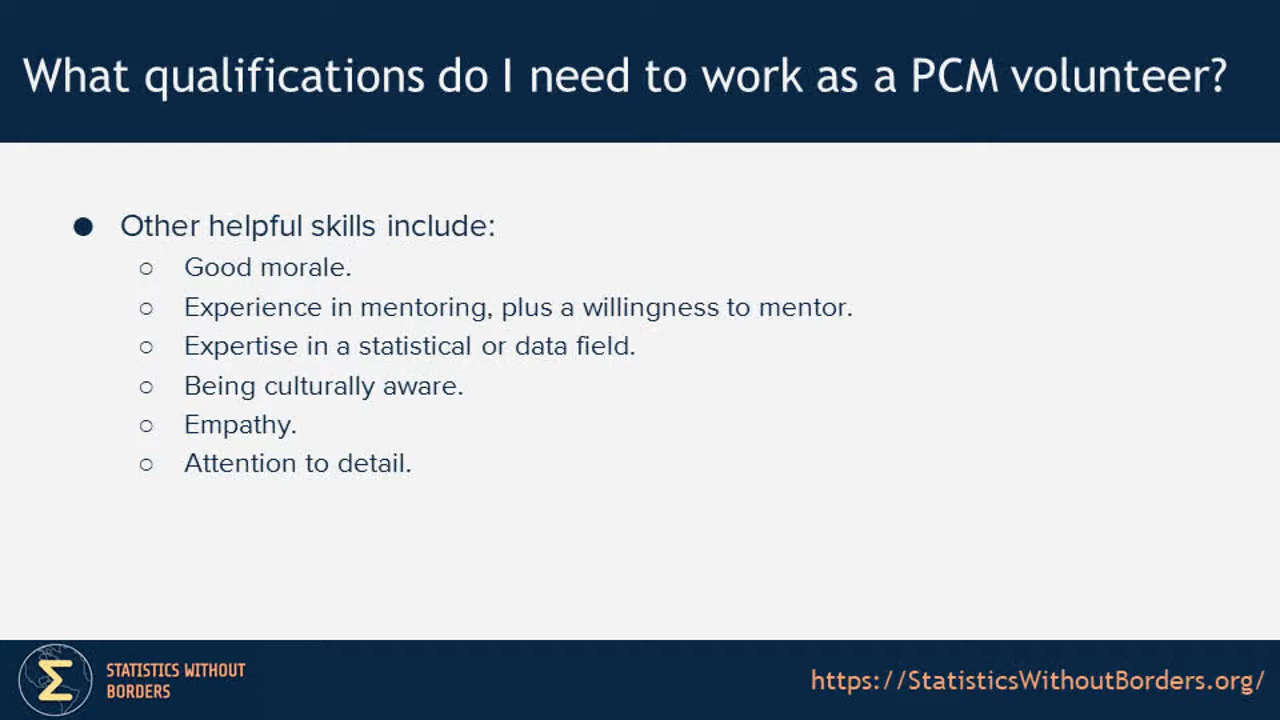 What qualifications do I need to work as a PCM volunteer?
● Other helpful skills include:
○ Good morale.
○ Experience in mentoring, plus a willingness to mentor.
○ Expertise in a statistical or data field.
○ Being culturally aware.
○ Empathy.
○ Attention to detail.
Σ
STATISTICS WITHOUT
BORDERS
https://StatisticsWithoutBorders.org/